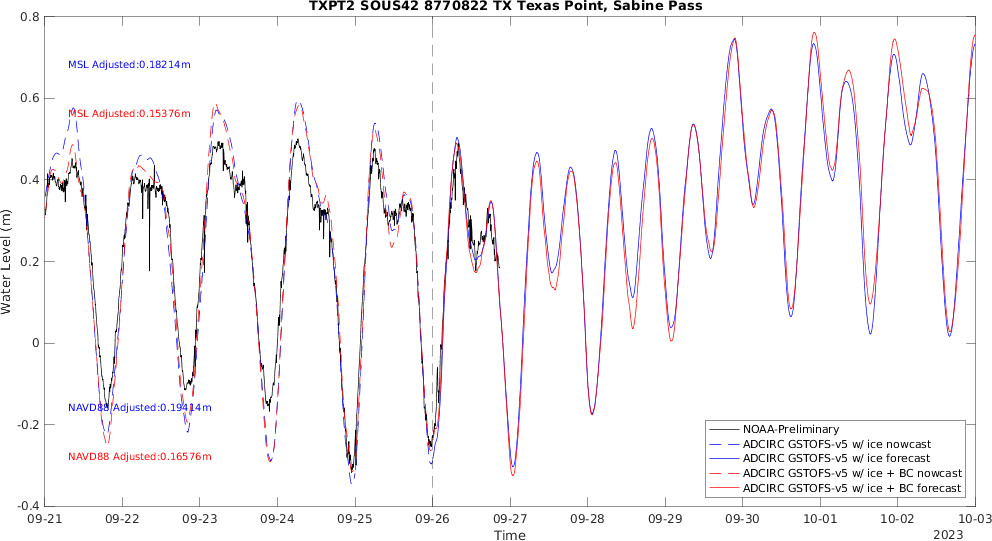 TXPT2 SOUS42 8770822 TX Texas Point, Sabine Pass
Water Level (m)
0.8
0.6
0.4
0.2
0
-0.2
-0.4
MSL Adjusted:0.18214m
MSL Adjusted:0.15376m
NAVD88 Adjusted:0.19414m
NAVD88 Adjusted:0.16576m
NOAA-Preliminary
ADCIRC GSTOFS-v5 w/ ice nowcast
ADCIRC GSTOFS-v5 w/ ice forecast
ADCIRC GSTOFS-v5 w/ ice + BC nowcast
ADCIRC GSTOFS-v5 w/ ice + BC forecast
09-21 09-22 09-23 09-24 09-25 09-26 09-27 09-28 09-29 09-30 10-01 10-02 10-03
Time
2023